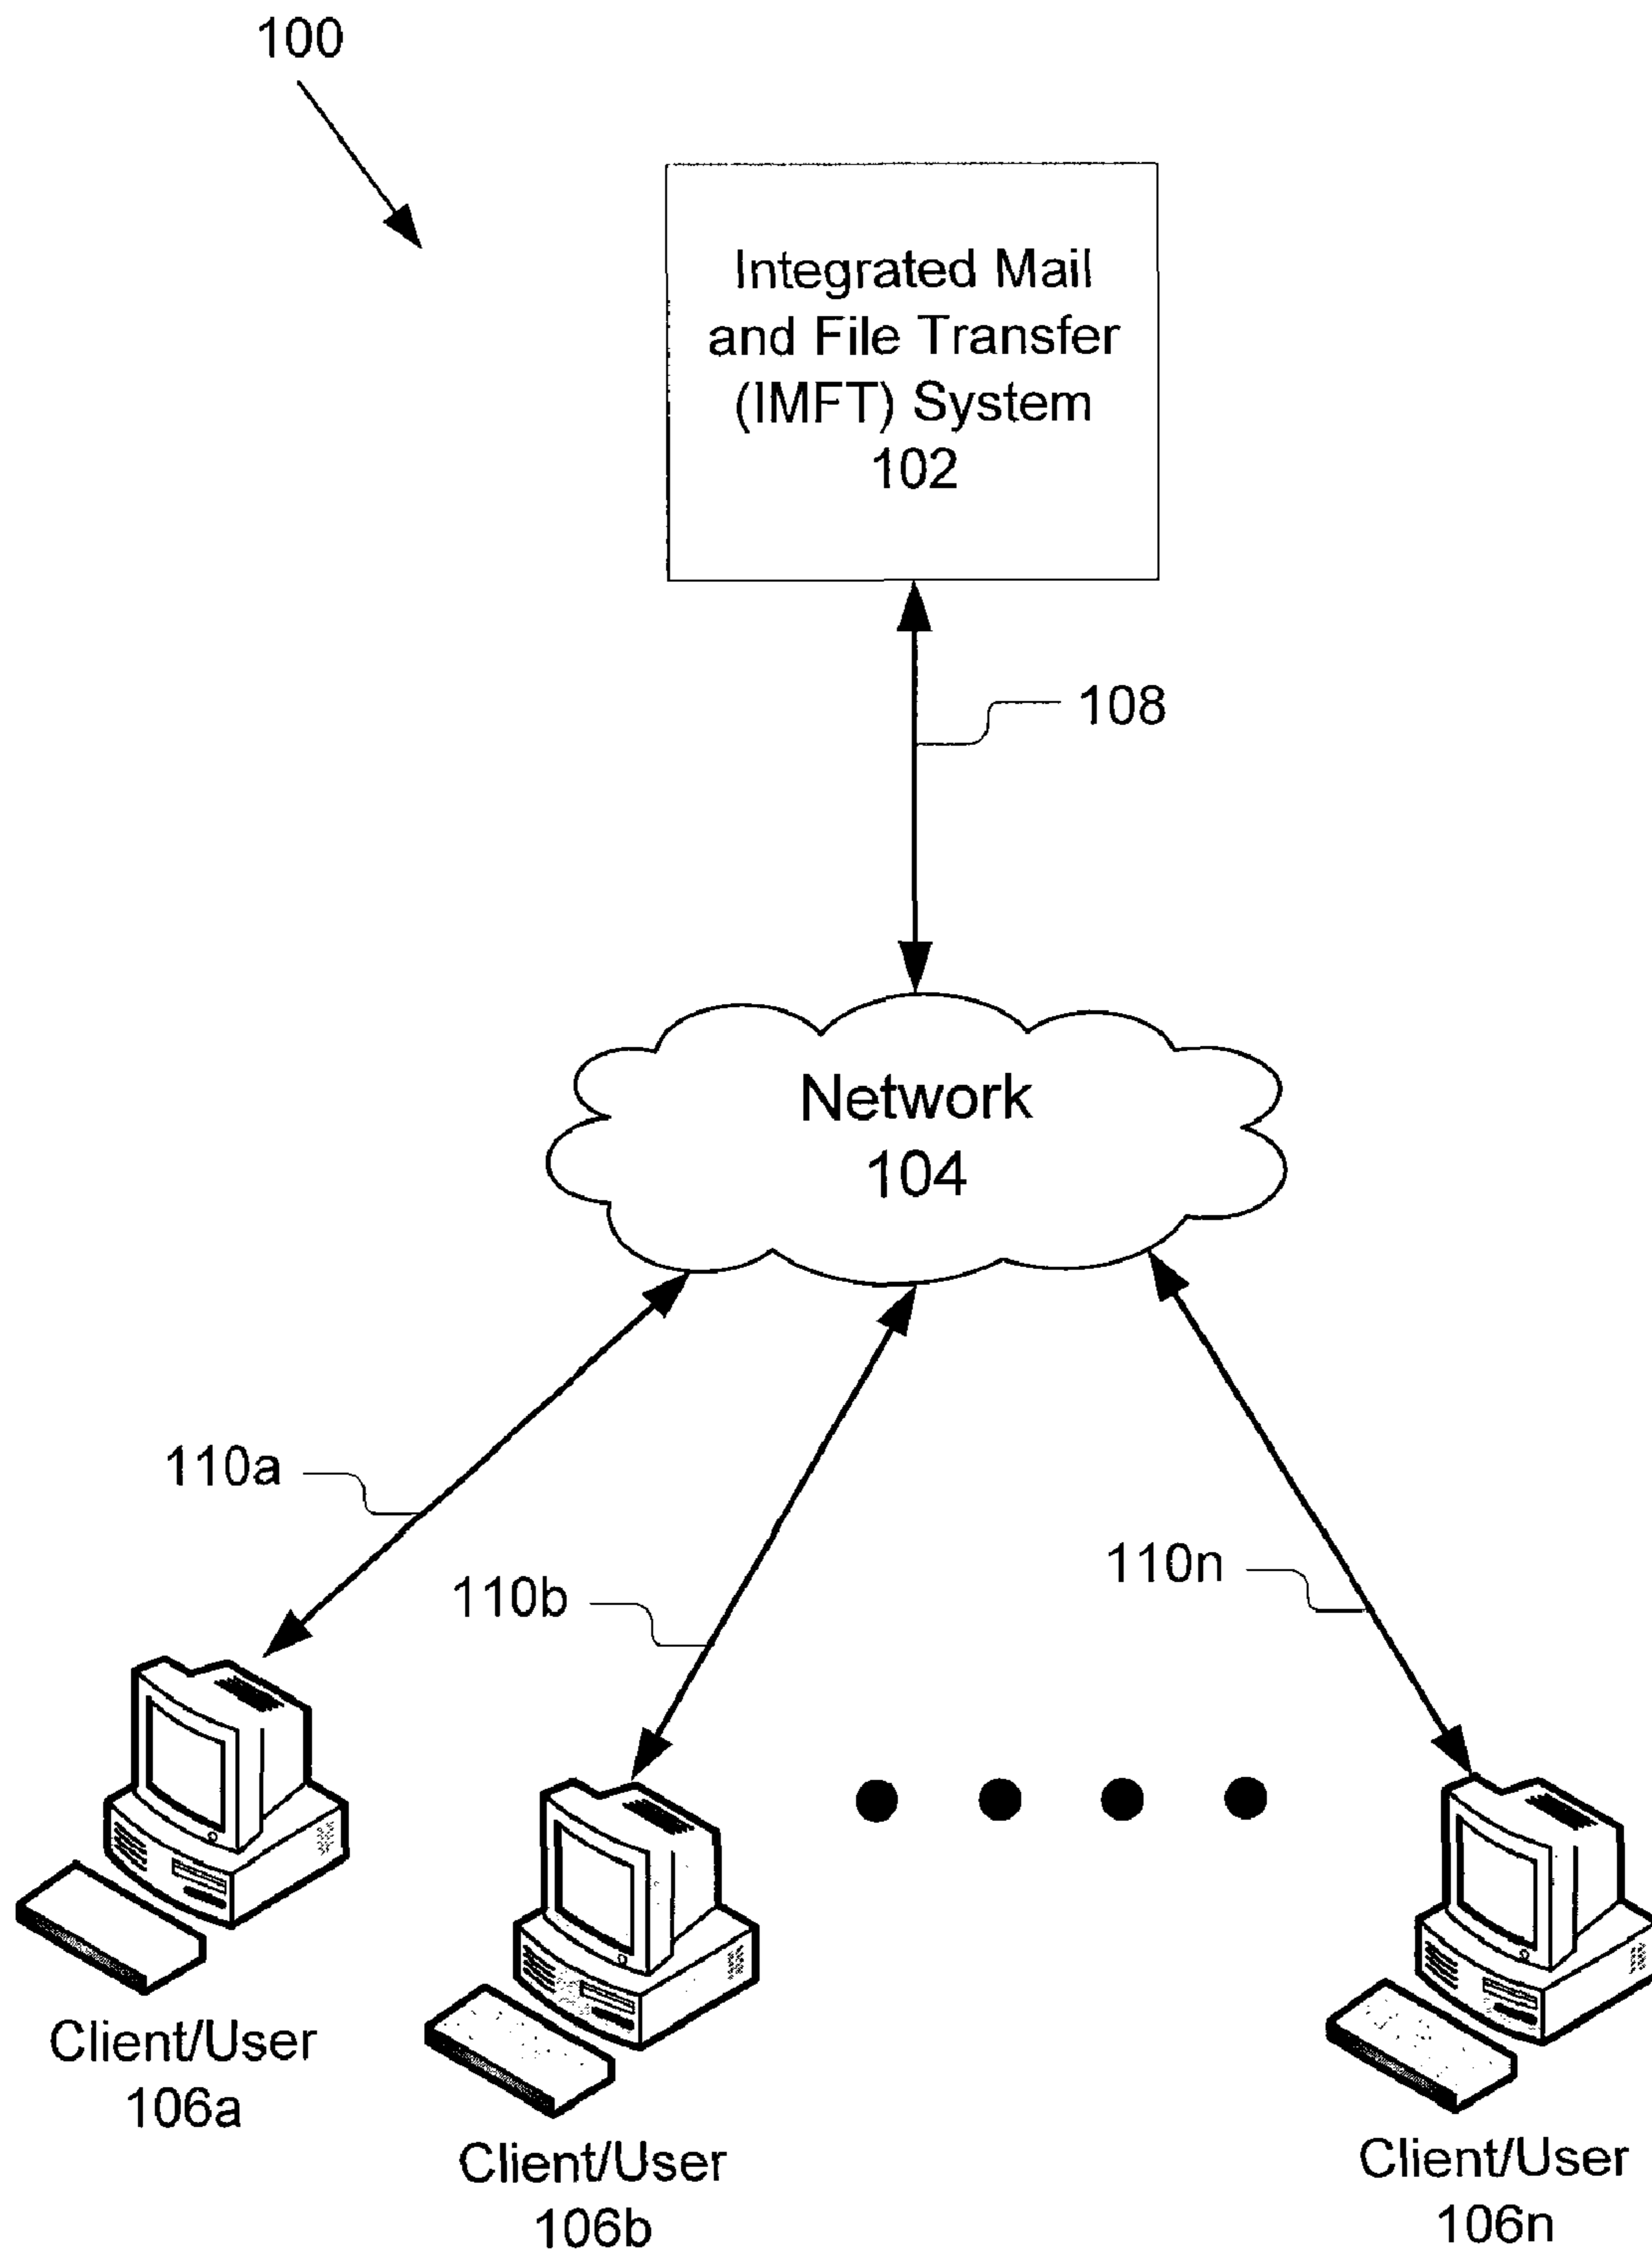 100
Integrated Mail
and File Transfer
(IMFT) System
102
108
Network
104
110a
110b
110n
Client/User
106a
Client/User
106b
Client/User
106n